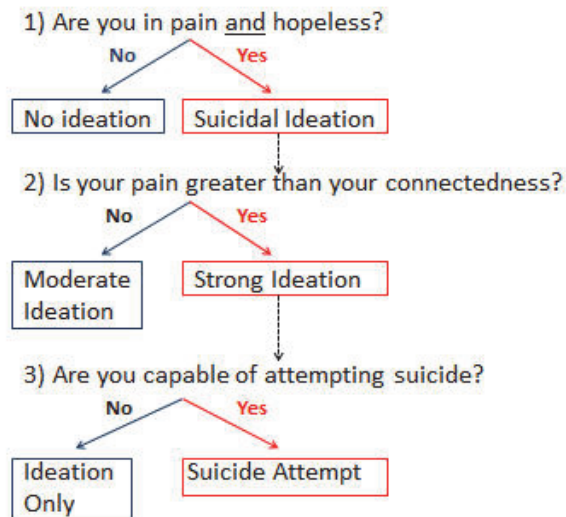 1) Are you in pain and hopeless?
No Yes
No ideation Suicidal Ideation
2) Is your pain greater than your connectedness?
No Yes
Moderate Ideation Strong Ideation
3) Are you capable of attempting suicide?
No Yes
Ideation Only Suicide Attempt